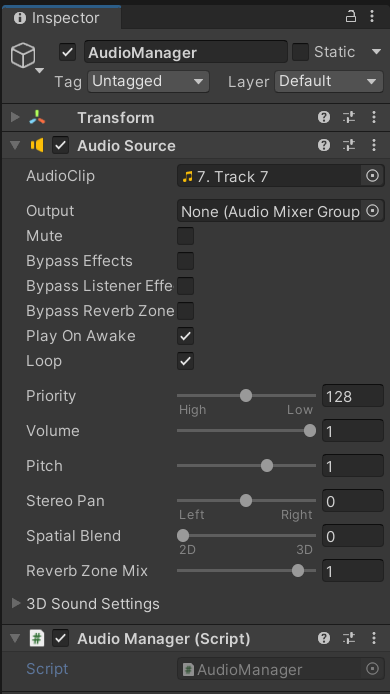 Inspector
AudioManager Static
Tag Untagged Layer Default
Transform
Audio Source
AudioClip 7. Track 7
Output None (Audio Mixer Group
Mute
Bypass Effects
Bypass Listener Effe
Bypass Reverb Zone
Play On Awake
Loop
Priority 128
High Low
Volume 1
Pitch 1
Stereo Pan 0
Left Right
Spatial Blend 0
2D 3D
Reverb Zone Mix 1
3D Sound Settings
# Audio Manager (Script)
Script # AudioManager